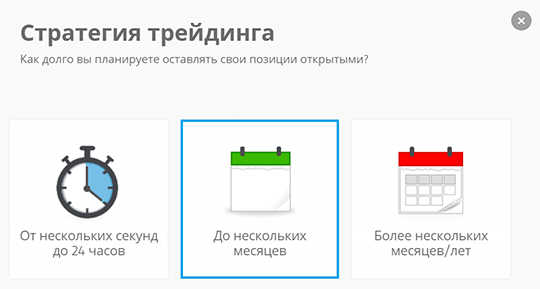 Стратегия трейдинга
Как долго вы планируете оставлять свои позиции открытыми?
От нескольких секунд
до 24 часов
До нескольких
месяцев
Более нескольких
месяцев/лет